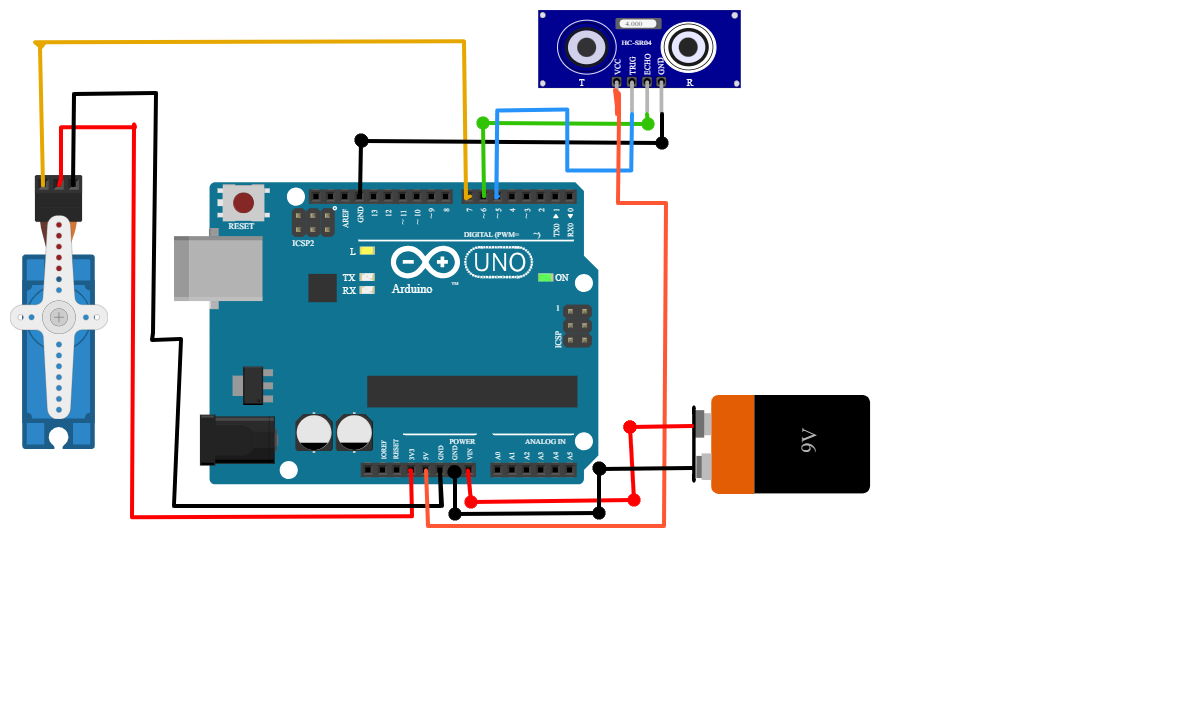 4.000
HC-SR04
VCC
TRIG
ECHO
GND
T
R
RESET
ICSP2
AREF
GND
13
12
~11
~10
~9
8
7
~6
~5
4
~3
2
TX0 ▶ 1
RX0 ◀ 0
DIGITAL (PWM= ~)
L
TX
RX
UNO
Arduino
™
ON
1
ICSP
9V
POWER
ANALOG IN
IOREF
RESET
3V3
5V
GND
GND
VIN
A0
A1
A2
A3
A4
A5